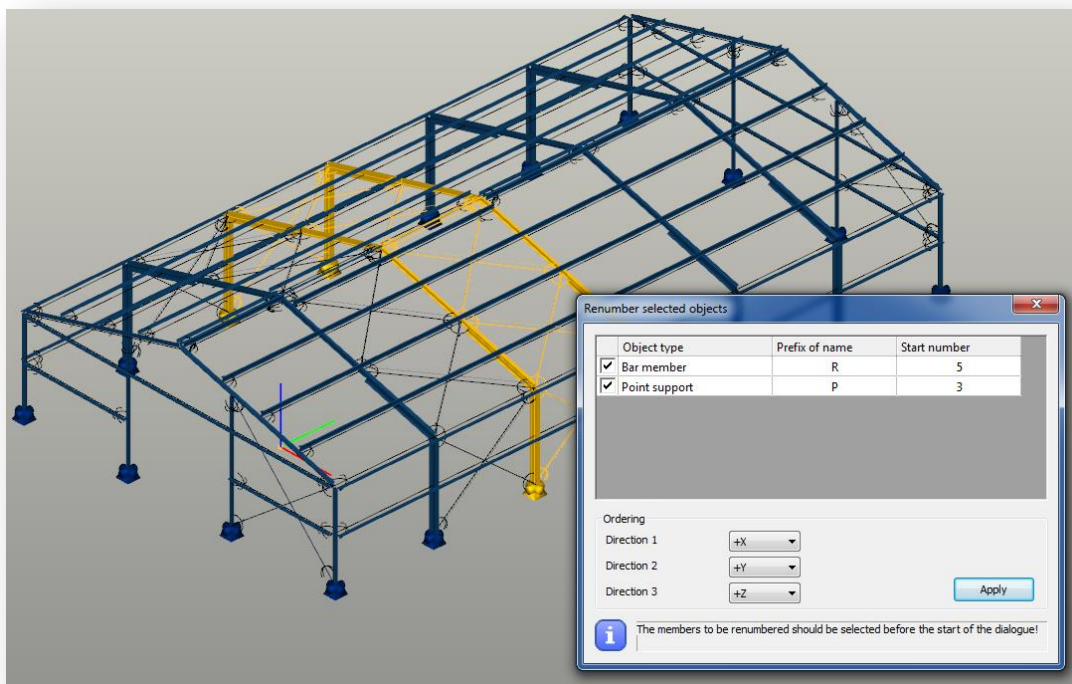 Renumber selected objects
Object type Prefix of name Start number
Bar member R 5
Point support P 3
Ordering
Direction 1 +X
Direction 2 +Y
Direction 3 +Z
Apply
The members to be renumbered should be selected before the start of the dialogue!